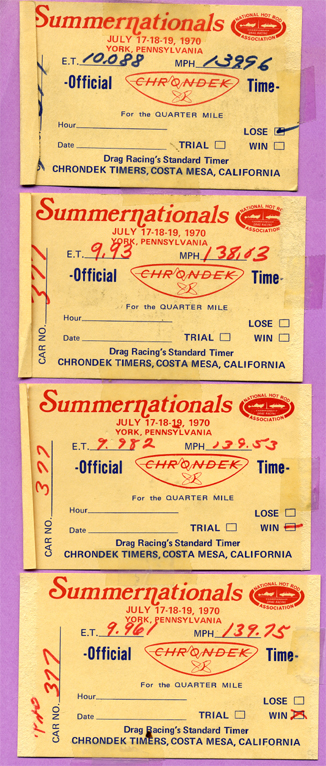 Summernationals
NATIONAL HOT ROD ASSOCIATION
JULY 17-18-19, 1970
YORK, PENNSYLVANIA
E.T. 10.088 MPH 139.96
-Official CHRONDEK Time-
For the QUARTER MILE
Hour LOSE
Date TRIAL WIN
Drag Racing's Standard Timer
CHRONDEK TIMERS, COSTA MESA, CALIFORNIA
Summernationals
NATIONAL HOT ROD ASSOCIATION
JULY 17-18-19, 1970
YORK, PENNSYLVANIA
E.T. 9.93 MPH 138.03
-Official CHRONDEK Time-
For the QUARTER MILE
Hour LOSE
Date TRIAL WIN
Drag Racing's Standard Timer
CHRONDEK TIMERS, COSTA MESA, CALIFORNIA
CAR NO. 377
Summernationals
NATIONAL HOT ROD ASSOCIATION
JULY 17-18-19, 1970
YORK, PENNSYLVANIA
E.T. 9.982 MPH 139.53
-Official CHRONDEK Time-
For the QUARTER MILE
Hour LOSE
Date TRIAL WIN
Drag Racing's Standard Timer
CHRONDEK TIMERS, COSTA MESA, CALIFORNIA
CAR NO. 377
Summernationals
NATIONAL HOT ROD ASSOCIATION
JULY 17-18-19, 1970
YORK, PENNSYLVANIA
E.T. 9.961 MPH 139.75
-Official CHRONDEK Time-
For the QUARTER MILE
Hour LOSE
Date TRIAL WIN
Drag Racing's Standard Timer
CHRONDEK TIMERS, COSTA MESA, CALIFORNIA
CAR NO. 377